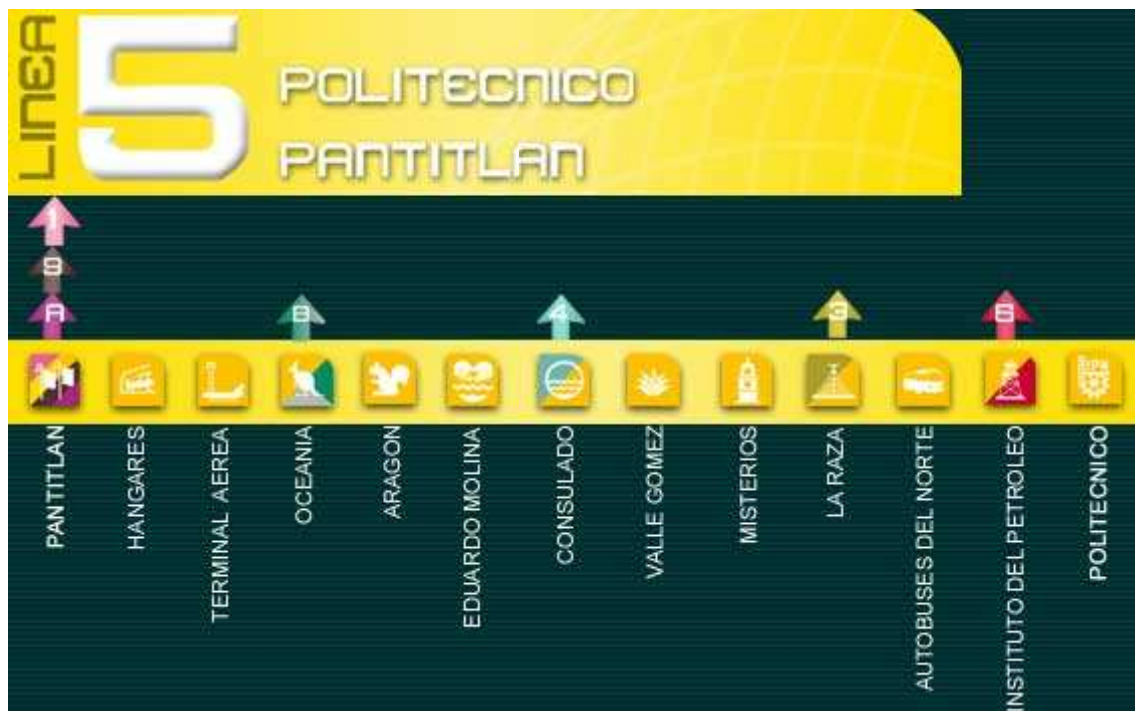 LINEA
5
POLITECNICO
PANTITLAN
1
9
A
B
4
3
6
PANTITLAN
HANGARES
TERMINAL AEREA
OCEANIA
ARAGON
EDUARDO MOLINA
CONSULADO
VALLE GOMEZ
MISTERIOS
LA RAZA
AUTOBUSES DEL NORTE
INSTITUTO DEL PETROLEO
POLITECNICO